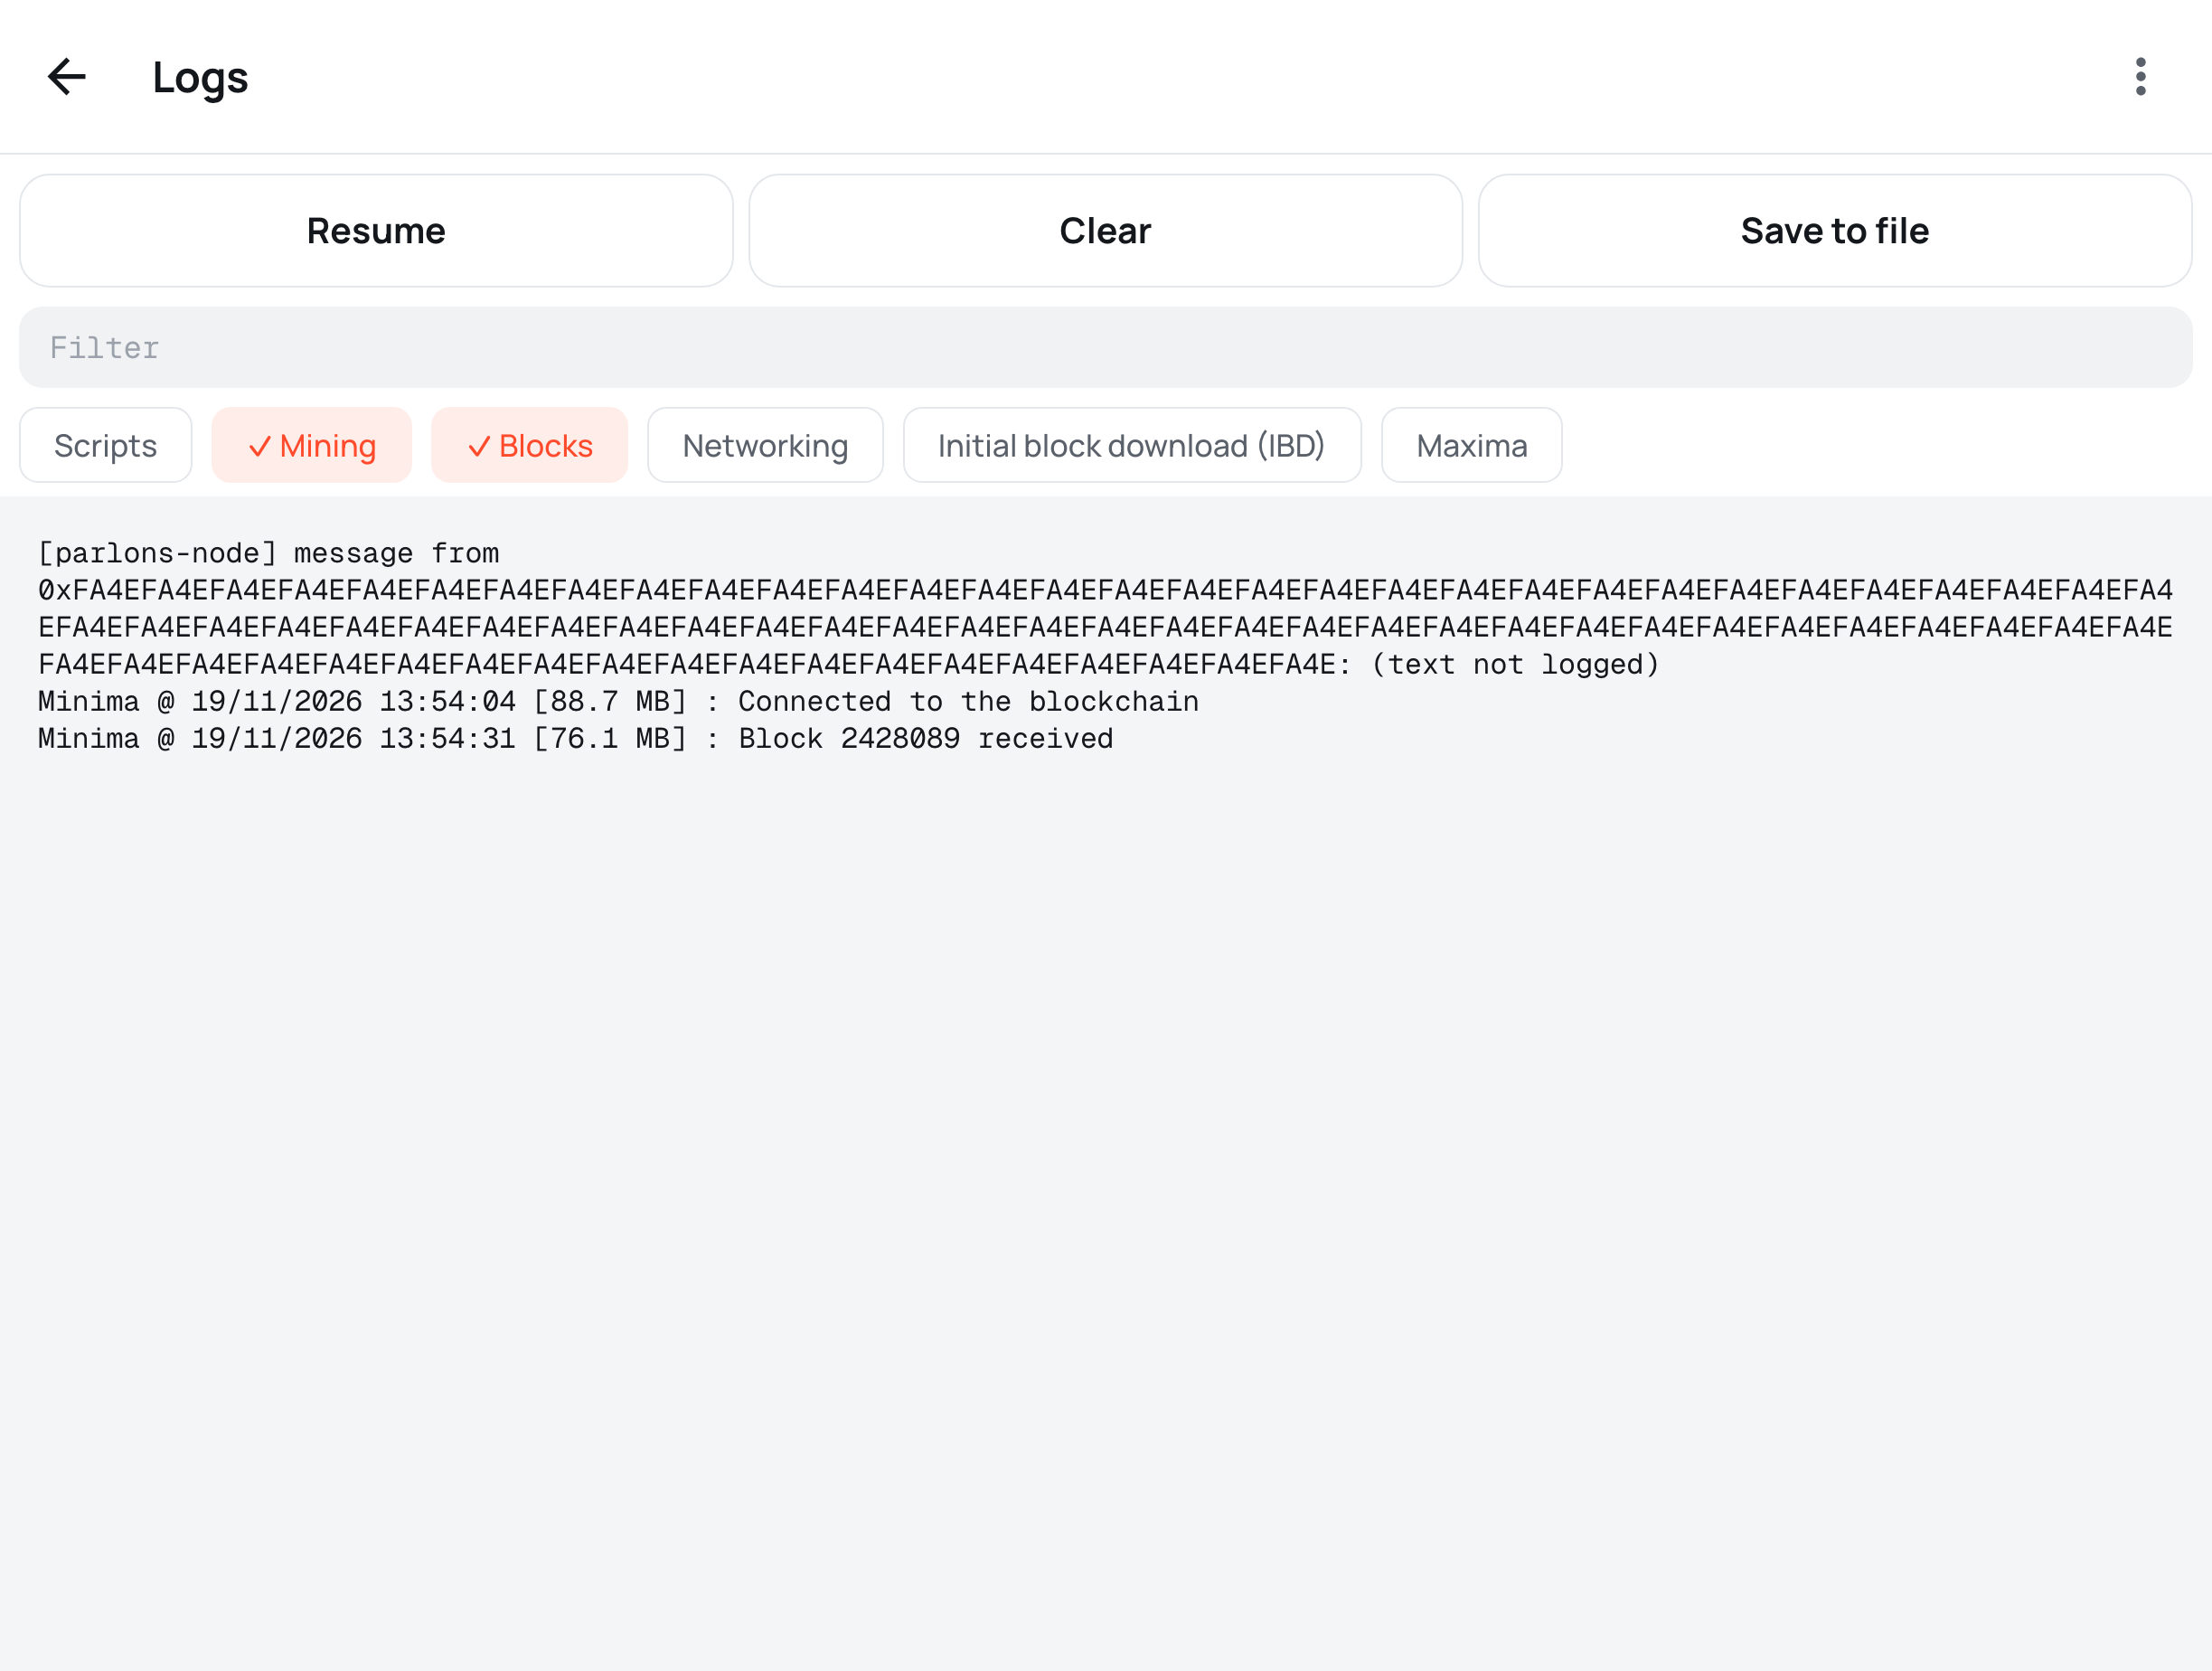 Logs
Resume
Clear
Save to file
Filter
Scripts
✓ Mining
✓ Blocks
Networking
Initial block download (IBD)
Maxima
[parlons-node] message from
0xFA4EFA4EFA4EFA4EFA4EFA4EFA4EFA4EFA4EFA4EFA4EFA4EFA4EFA4EFA4EFA4EFA4EFA4EFA4EFA4EFA4EFA4EFA4EFA4EFA4EFA4EFA4EFA4EFA4EFA4EFA4
EFA4EFA4EFA4EFA4EFA4EFA4EFA4EFA4EFA4EFA4EFA4EFA4EFA4EFA4EFA4EFA4EFA4EFA4EFA4EFA4EFA4EFA4EFA4EFA4EFA4EFA4EFA4EFA4EFA4EFA4EFA4E
FA4EFA4EFA4EFA4EFA4EFA4EFA4EFA4EFA4EFA4EFA4EFA4EFA4EFA4EFA4EFA4EFA4EFA4EFA4E: (text not logged)
Minima @ 19/11/2026 13:54:04 [88.7 MB] : Connected to the blockchain
Minima @ 19/11/2026 13:54:31 [76.1 MB] : Block 2428089 received